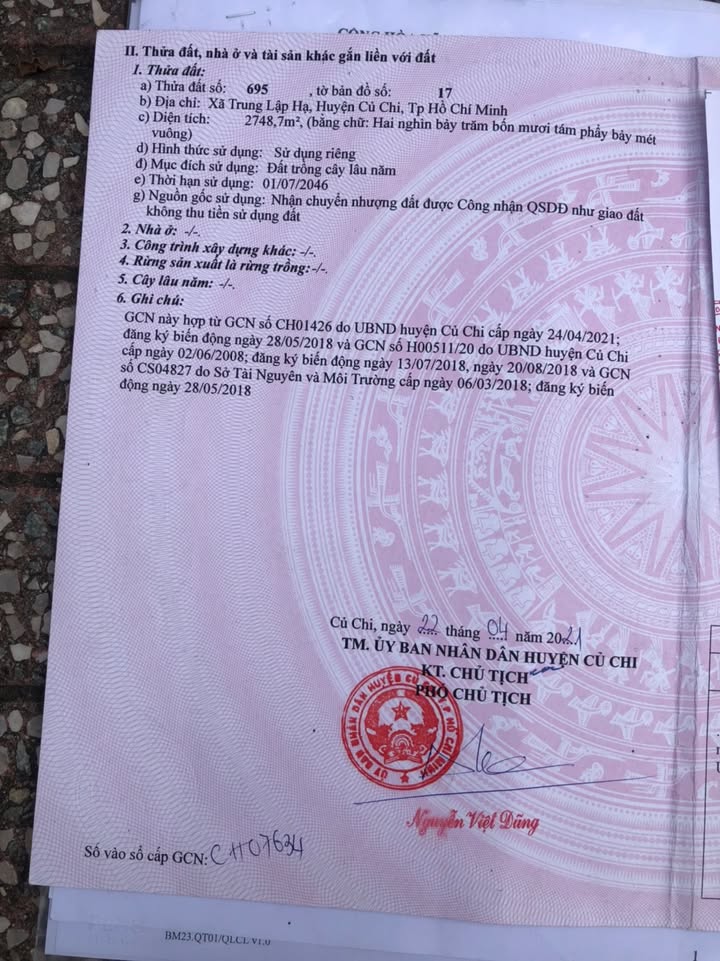 II. Thửa đất, nhà ở và tài sản khác gắn liền với đất
1. Thửa đất:
a) Thửa đất số: 695 , tờ bản đồ số: 17
b) Địa chỉ: Xã Trung Lập Hạ, Huyện Củ Chi, Tp Hồ Chí Minh
c) Diện tích: 2748,7m², (bằng chữ: Hai nghìn bảy trăm bốn mươi tám phẩy bảy mét
vuông)
d) Hình thức sử dụng: Sử dụng riêng
đ) Mục đích sử dụng: Đất trồng cây lâu năm
e) Thời hạn sử dụng: 01/07/2046
g) Nguồn gốc sử dụng: Nhận chuyển nhượng đất được Công nhận QSDĐ như giao đất
không thu tiền sử dụng đất
2. Nhà ở: -/-.
3. Công trình xây dựng khác: -/-.
4. Rừng sản xuất là rừng trồng:-/-.
5. Cây lâu năm: -/-.
6. Ghi chú:
GCN này hợp từ GCN số CH01426 do UBND huyện Củ Chi cấp ngày 24/04/2021;
đăng ký biến động ngày 28/05/2018 và GCN số H00511/20 do UBND huyện Củ Chi
cấp ngày 02/06/2008; đăng ký biến động ngày 13/07/2018, ngày 20/08/2018 và GCN
số CS04827 do Sở Tài Nguyên và Môi Trường cấp ngày 06/03/2018; đăng ký biến
động ngày 28/05/2018
Củ Chi, ngày 22 tháng 04 năm 2021
TM. ỦY BAN NHÂN DÂN HUYỆN CỦ CHI
KT. CHỦ TỊCH
PHÓ CHỦ TỊCH
ỦY BAN NHÂN DÂN HUYỆN CỦ CHI T.P HỒ CHÍ MINH
Nguyễn Việt Dũng
Số vào sổ cấp GCN: CH07634
BM23.QT01/QLCL V1.0
1